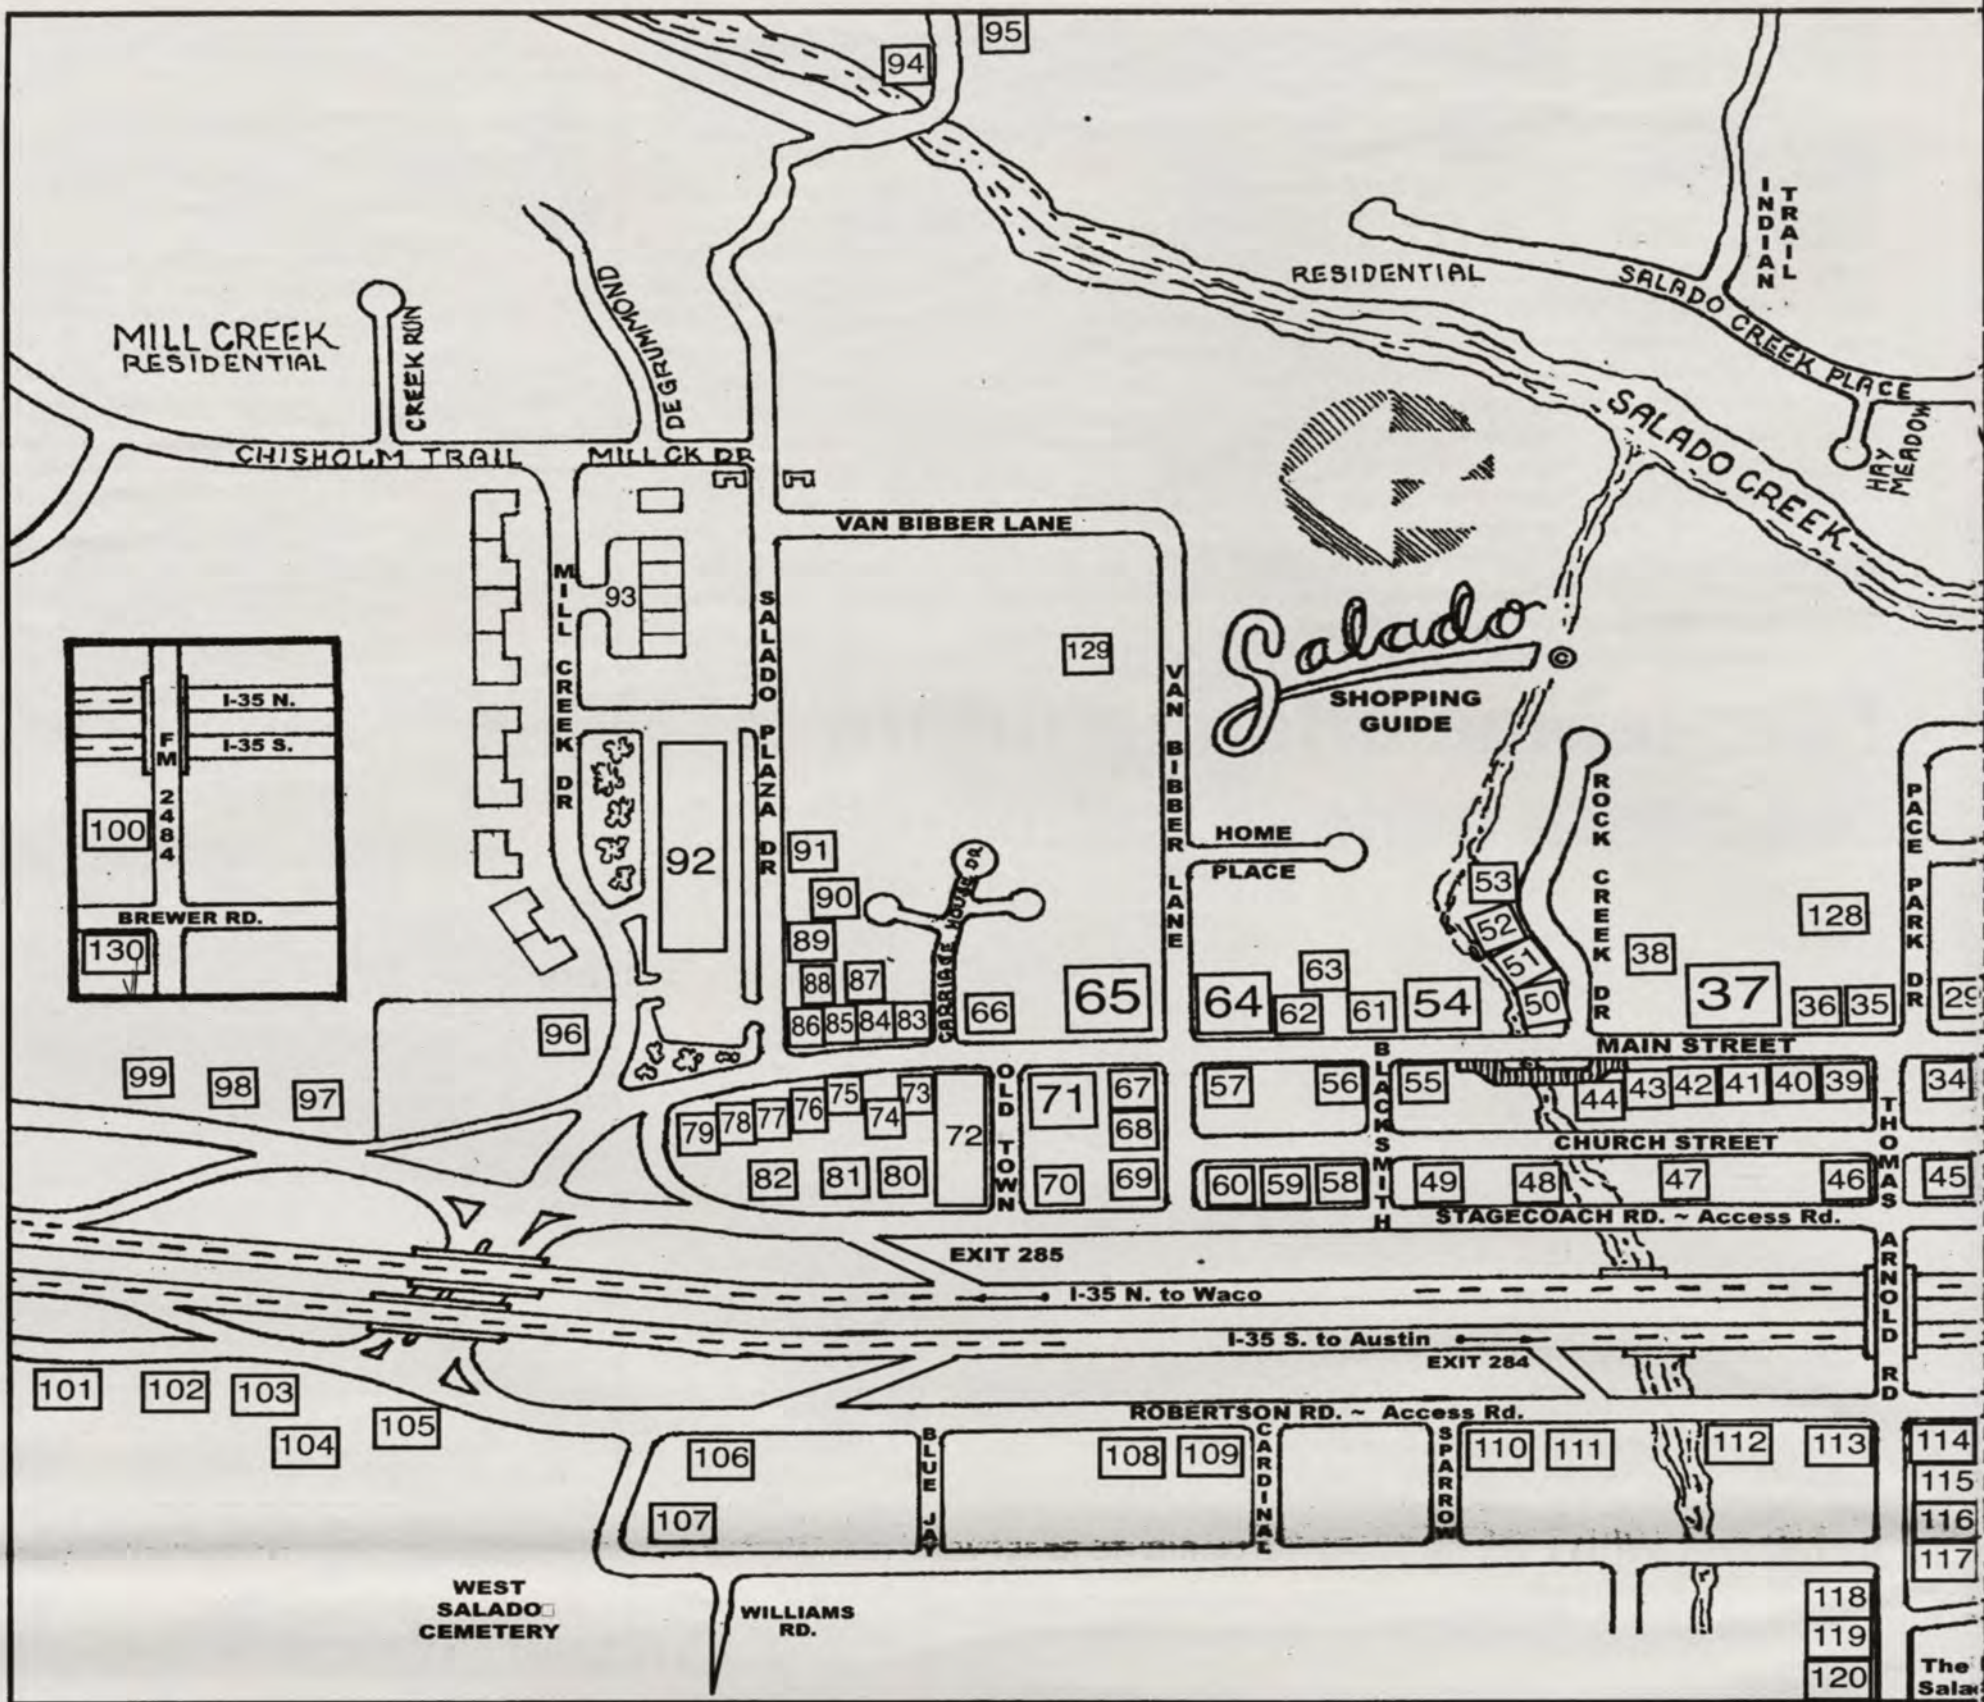 95
94
INDIAN
TRAIL
RESIDENTIAL
SALADO CREEK PLACE
DEGRUMMOND
MILL CREEK
RESIDENTIAL
CREEK RUN
SALADO CREEK
HAY
MEADOW
CHISHOLM TRAIL
MILL CK DR
VAN BIBBER LANE
MILL CREEK DR
93
SALADO PLAZA DR
129
VAN BIBBER LANE
Salado ©
SHOPPING
GUIDE
I-35 N.
I-35 S.
FM 2484
100
BREWER RD.
130
92
91
90
89
88
87
86
85
84
83
CARRIAGE HOUSE DR
66
65
HOME
PLACE
64
63
62
61
54
53
52
51
50
ROCK CREEK DR
38
37
128
36
35
PACE PARK DR
29
96
99
98
97
MAIN STREET
BLACKSMITH
OLD TOWN
79
78
77
76
75
74
73
72
71
67
68
57
56
55
44
43
42
41
40
39
34
THOMAS ARNOLD RD
CHURCH STREET
82
81
80
70
69
60
59
58
49
48
47
46
45
STAGECOACH RD. ~ Access Rd.
EXIT 285
I-35 N. to Waco
I-35 S. to Austin
EXIT 284
101
102
103
104
105
ROBERTSON RD. ~ Access Rd.
106
107
BLUE JAY
108
109
CARDINAL
SPARROW
110
111
112
113
114
115
116
117
118
119
120
WEST
SALADO
CEMETERY
WILLIAMS
RD.
The